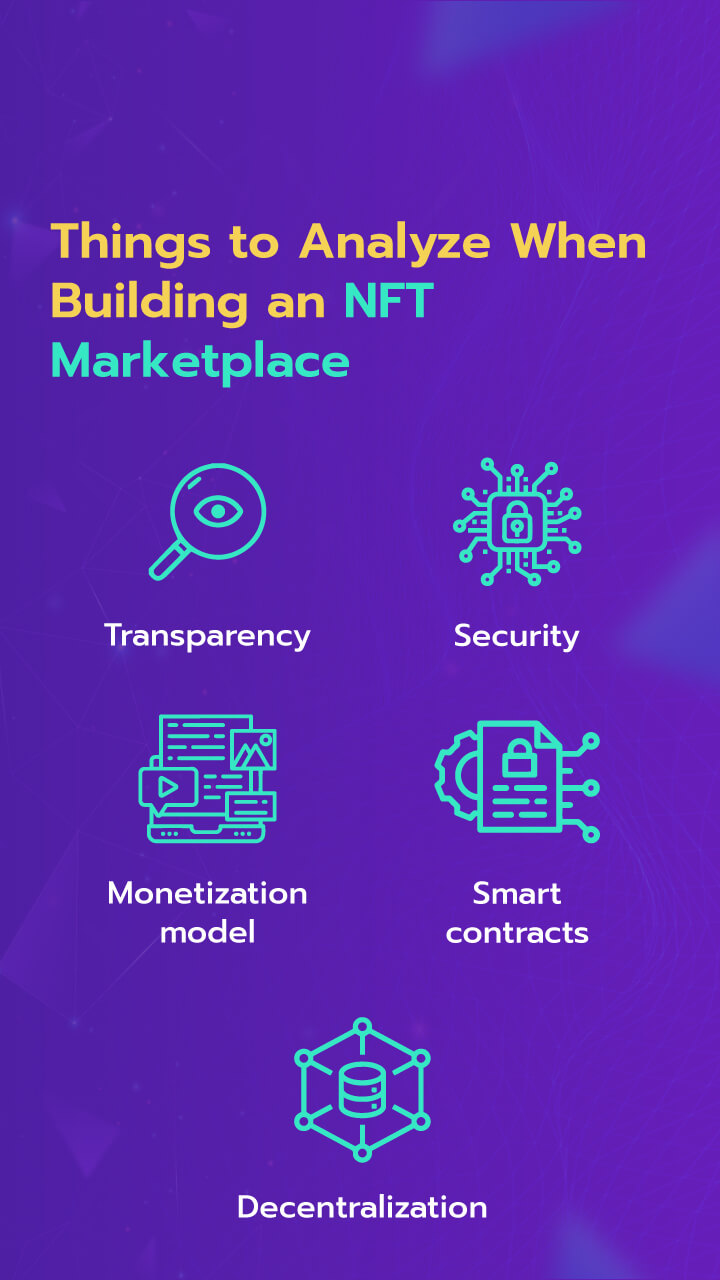 Things to Analyze When
Building an NFT
Marketplace
Transparency
Security
Monetization
model
Smart
contracts
Decentralization